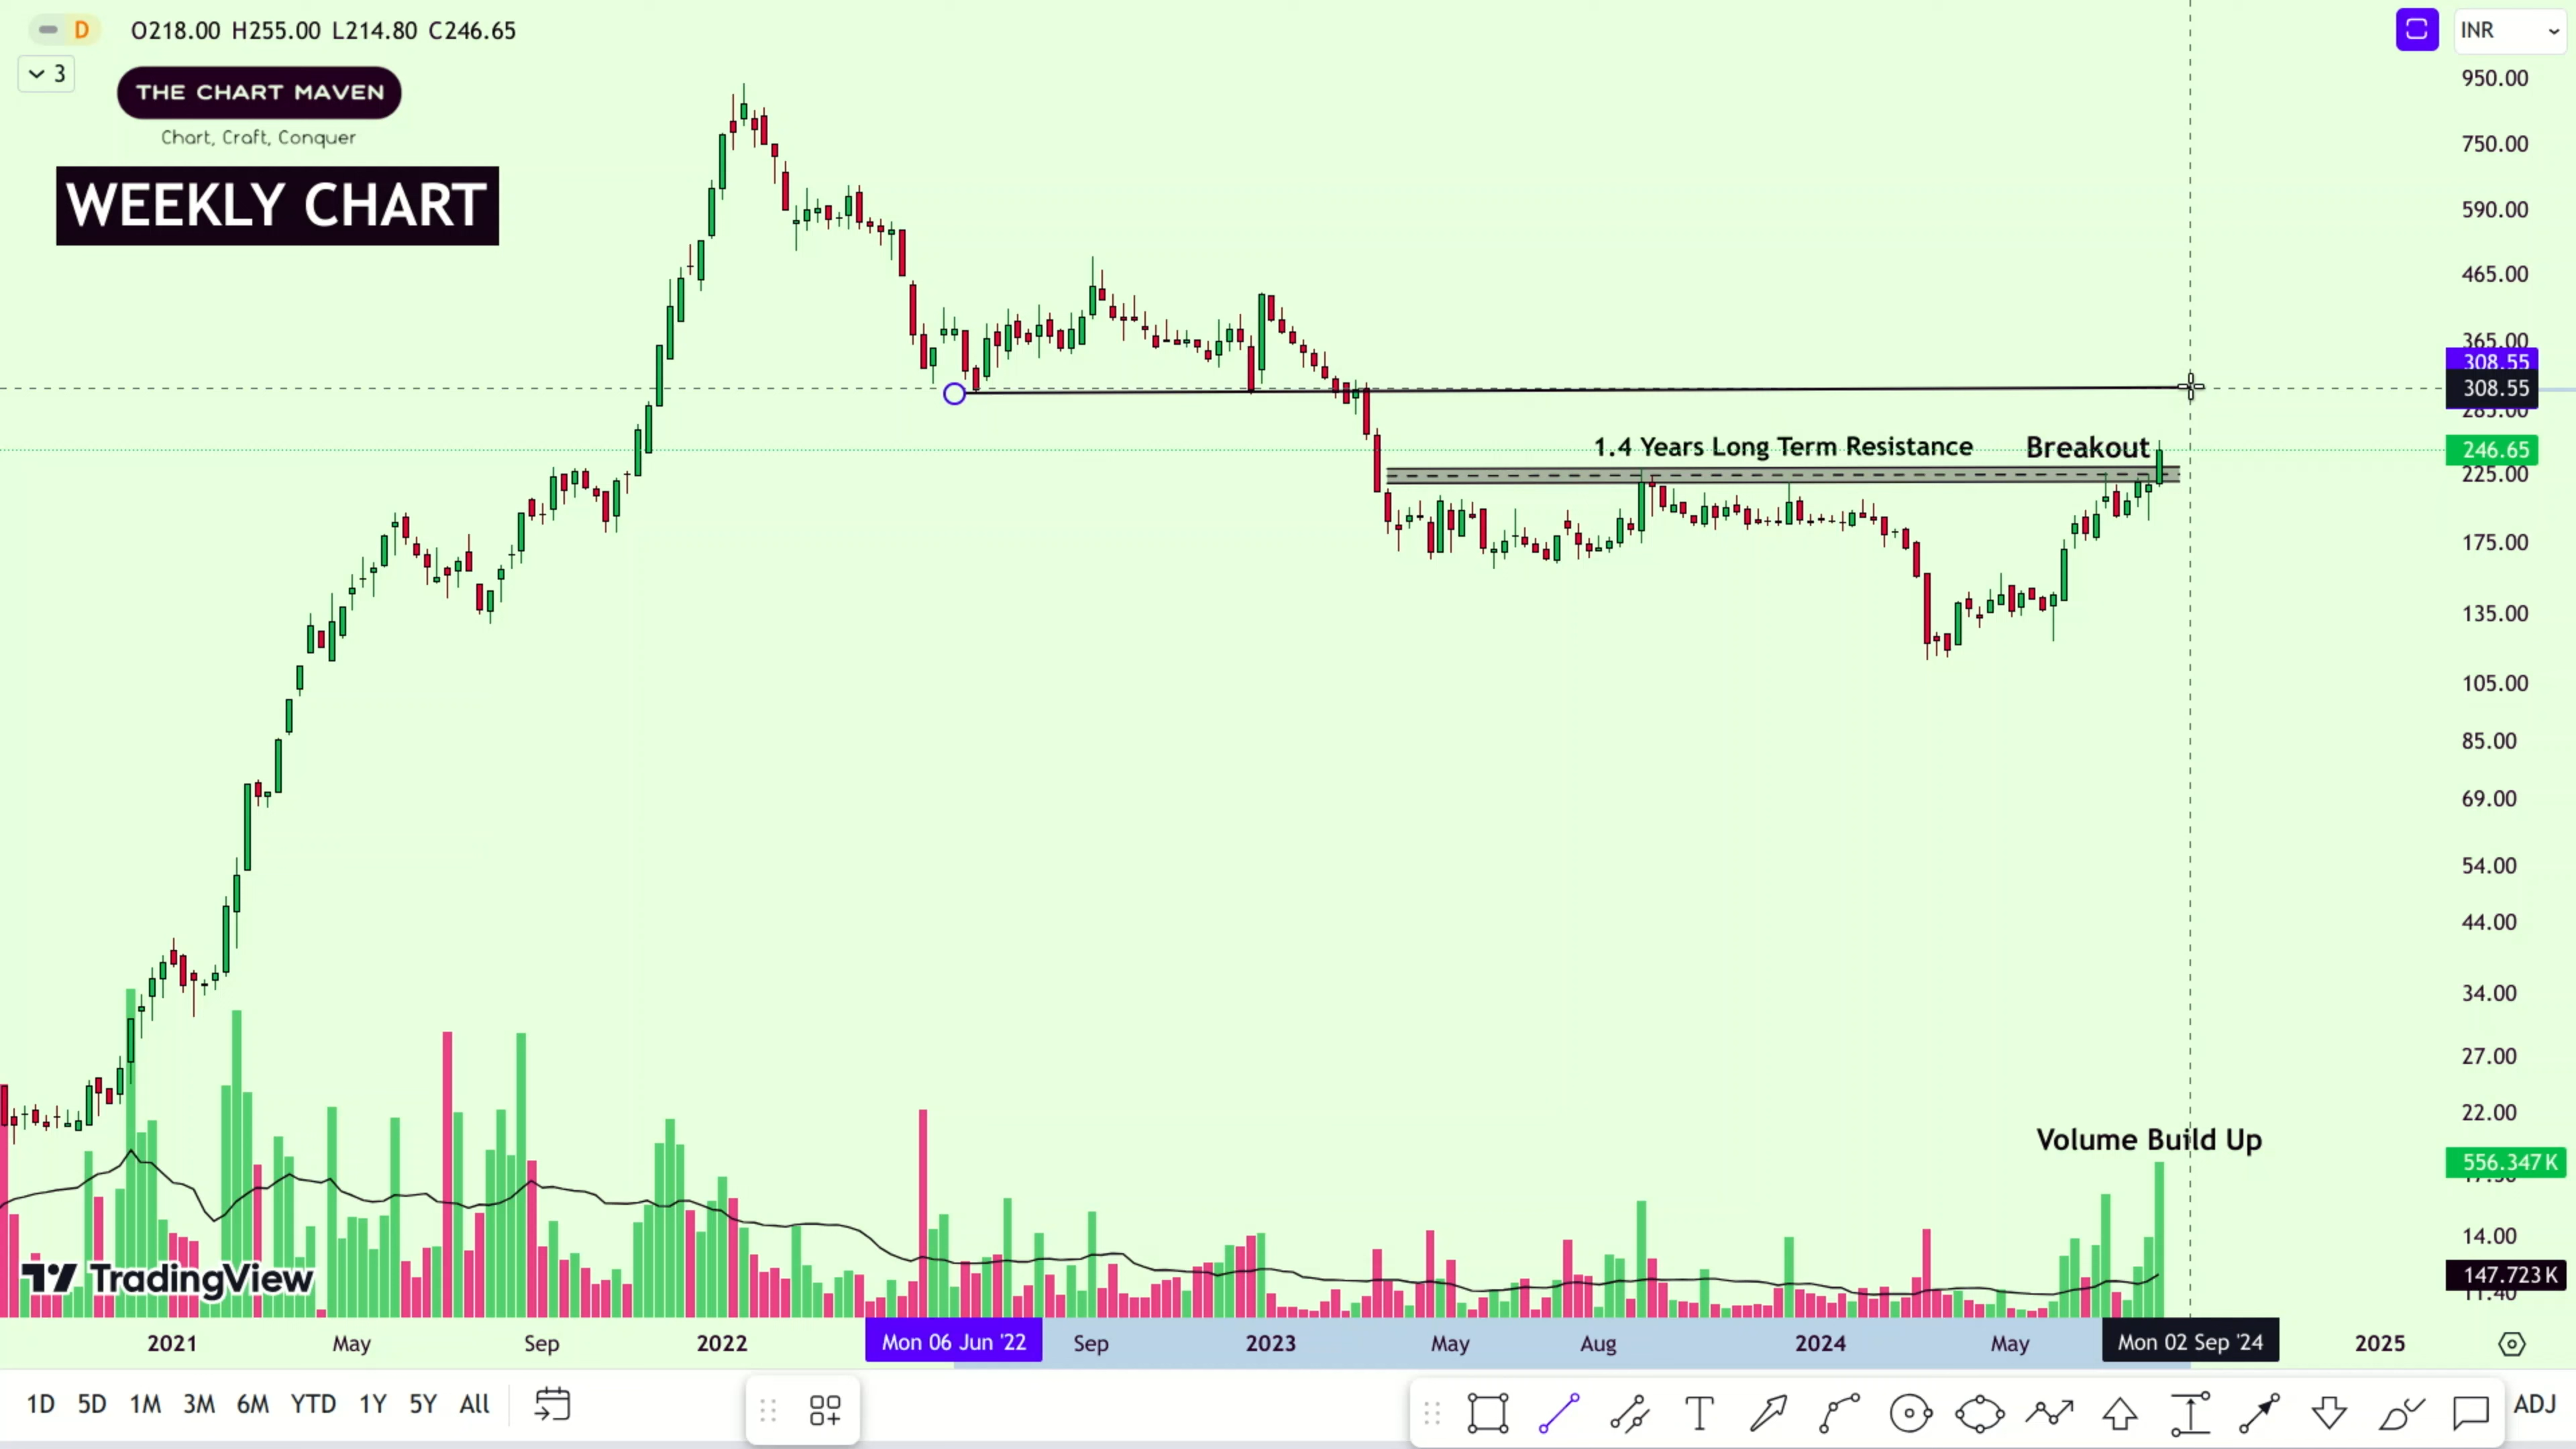 D O218.00 H255.00 L214.80 C246.65
INR
3
THE CHART MAVEN
Chart, Craft, Conquer
WEEKLY CHART
950.00
750.00
590.00
465.00
365.00
308.55
308.55
285.00
1.4 Years Long Term Resistance
Breakout
246.65
225.00
175.00
135.00
105.00
85.00
69.00
54.00
44.00
34.00
27.00
22.00
Volume Build Up
556.347 K
14.00
147.723 K
TradingView
2021 May Sep 2022 Mon 06 Jun '22 Sep 2023 May Aug 2024 May Mon 02 Sep '24 2025
1D 5D 1M 3M 6M YTD 1Y 5Y All
ADJ